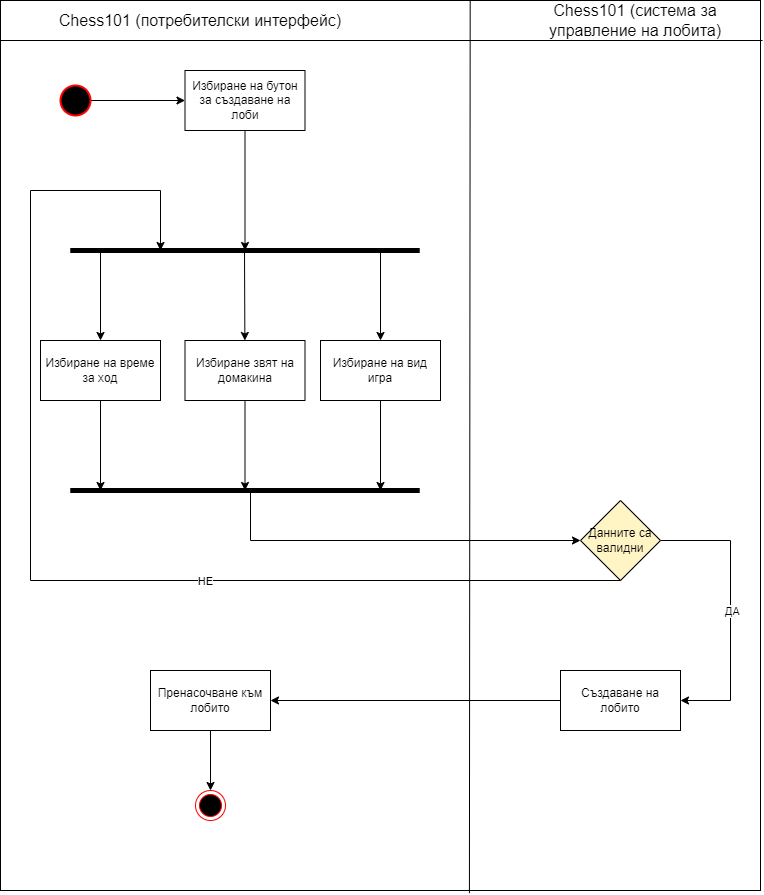 Chess101 (потребителски интерфейс)
Chess101 (система за
управление на лобита)
Избиране на бутон
за създаване на
лоби
Избиране на време
за ход
Избиране звят на
домакина
Избиране на вид
игра
Данните са
валидни
НЕ
ДА
Пренасочване към
лобито
Създаване на
лобито